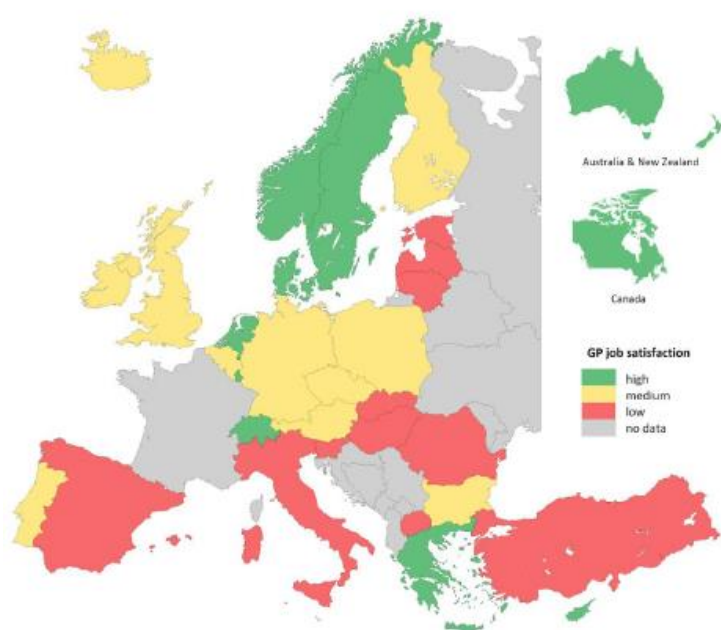 Australia & New Zealand
Canada
GP job satisfaction
high
medium
low
no data